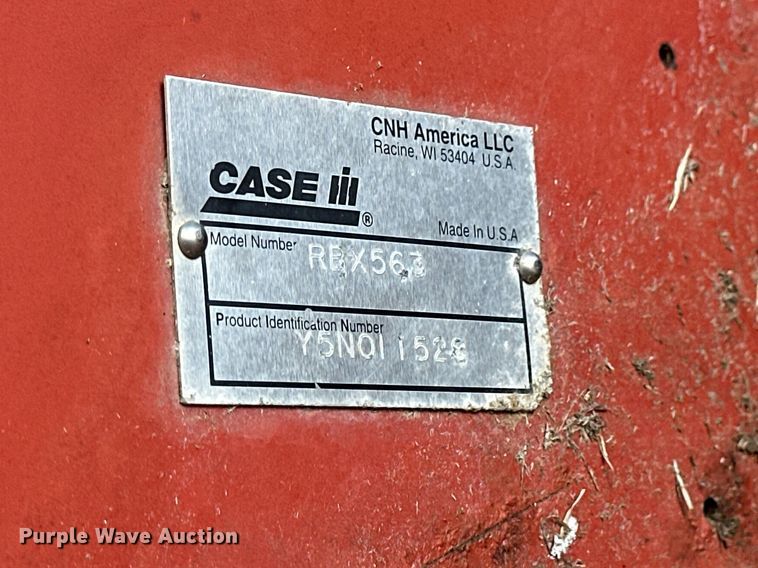 CNH America LLC
Racine, WI 53404 U.S.A.
CASE IH
®
Made In U.S.A
Model Number
RBX563
Product Identification Number
Purple Wave Auction®